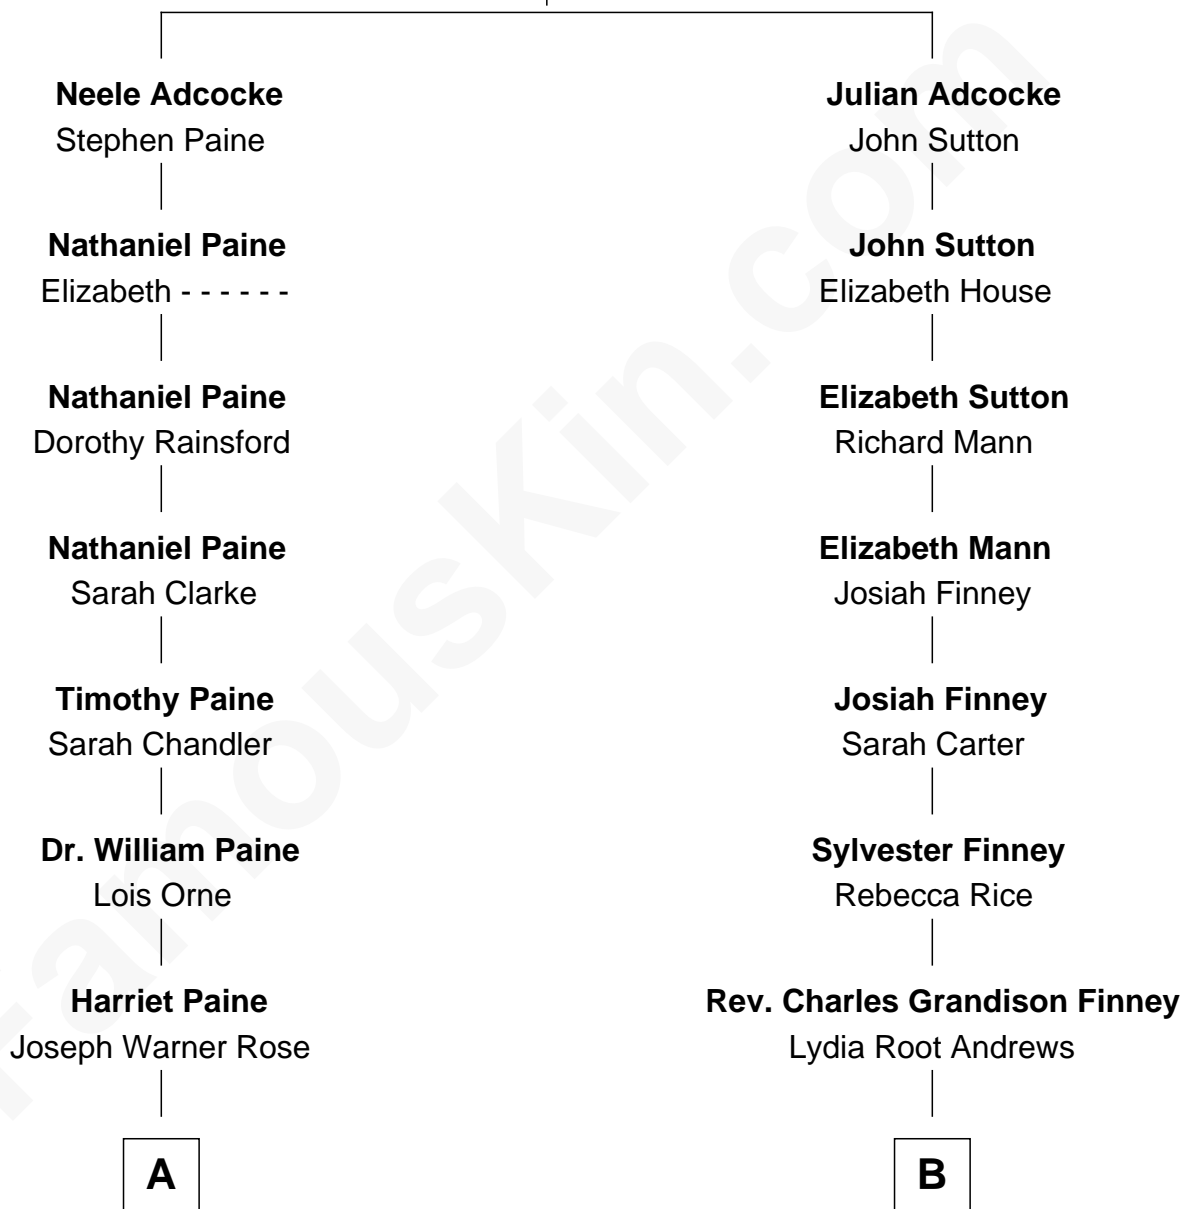 Neele Adcocke
Stephen Paine
Nathaniel Paine
Elizabeth - - - - - -
Nathaniel Paine
Dorothy Rainsford
Nathaniel Paine
Sarah Clarke
Timothy Paine
Sarah Chandler
Dr. William Paine
Lois Orne
Harriet Paine
Joseph Warner Rose
A
Julian Adcocke
John Sutton
John Sutton
Elizabeth House
Elizabeth Sutton
Richard Mann
Elizabeth Mann
Josiah Finney
Josiah Finney
Sarah Carter
Sylvester Finney
Rebecca Rice
Rev. Charles Grandison Finney
Lydia Root Andrews
B
FamousKin.com